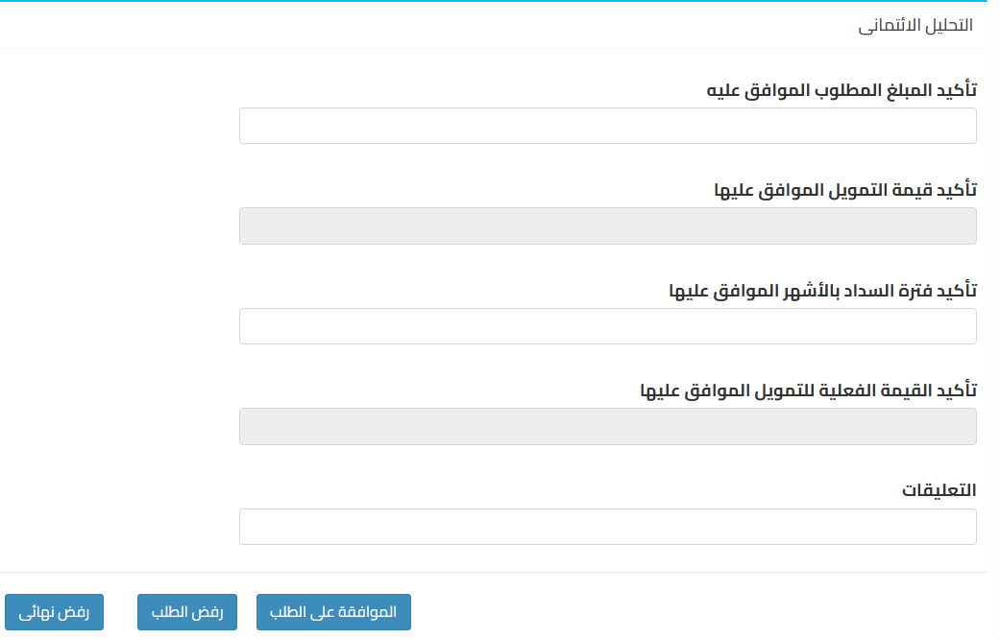 التحليل الائتمانى
تأكيد المبلغ المطلوب الموافق عليه
تأكيد قيمة التمويل الموافق عليها
تأكيد فترة السداد بالأشهر الموافق عليها
تأكيد القيمة الفعلية للتمويل الموافق عليها
التعليقات
الموافقة على الطلب
رفض الطلب
رفض نهائى